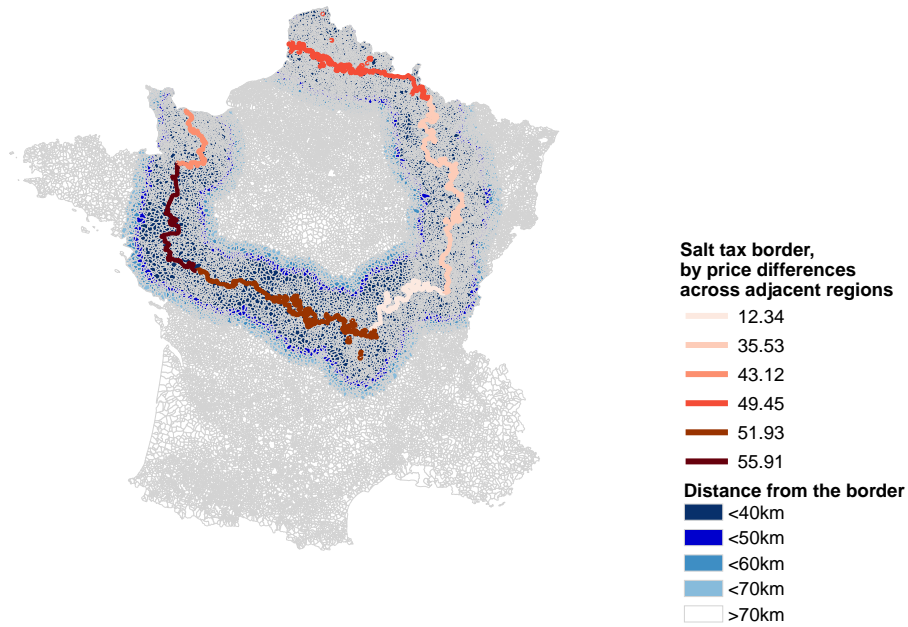 Salt tax border,
by price differences
across adjacent regions
12.34
35.53
43.12
49.45
51.93
55.91
Distance from the border
<40km
<50km
<60km
<70km
>70km